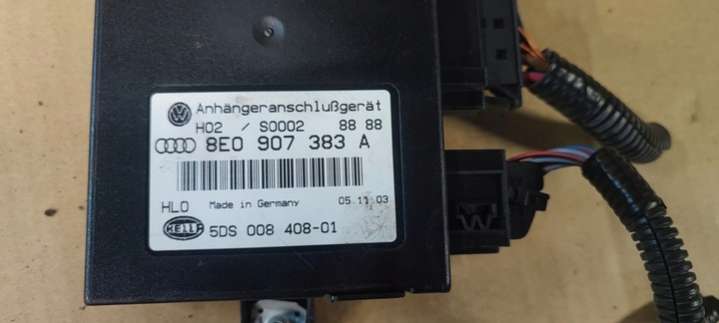 Anhängeranschlußgerät
H02 / S0002 88 88
8E0 907 383 A
HLO Made in Germany 05.11.03
HELLA 5DS 008 408-01